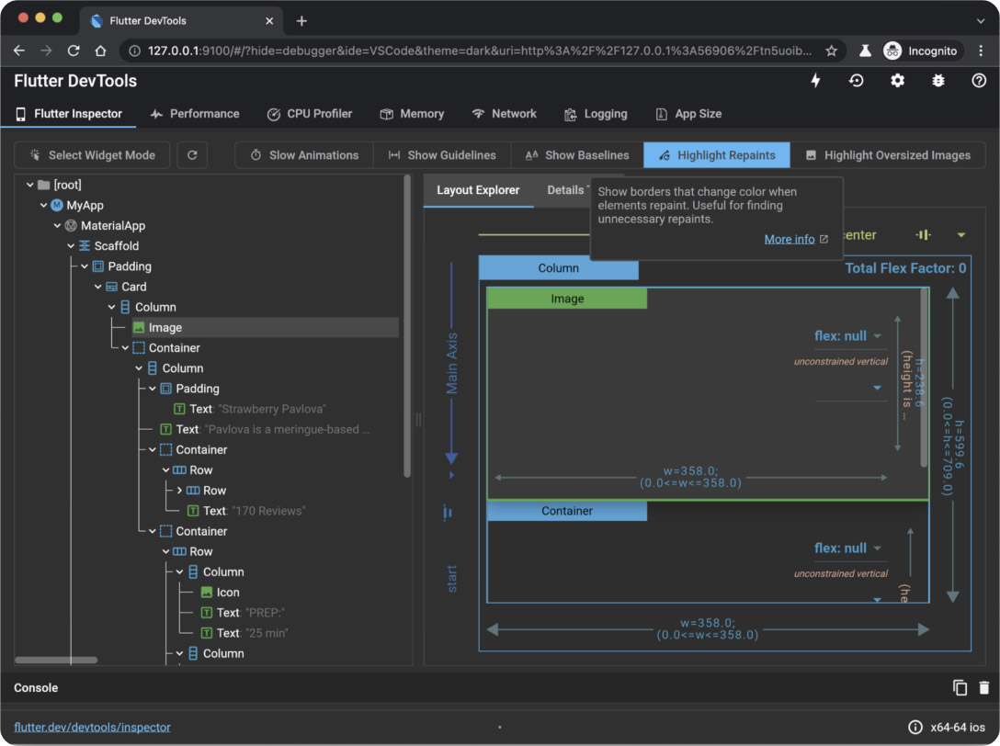 Flutter DevTools
127.0.0.1:9100/#/?hide=debugger&ide=VSCode&theme=dark&uri=http%3A%2F%2F127.0.0.1%3A56906%2Ftn5uoib...
Incognito
Flutter DevTools
Flutter Inspector
Performance
CPU Profiler
Memory
Network
Logging
App Size
Select Widget Mode
Slow Animations
Show Guidelines
Show Baselines
Highlight Repaints
Highlight Oversized Images
[root]
MyApp
MaterialApp
Scaffold
Padding
Card
Column
Image
Container
Column
Padding
Text: "Strawberry Pavlova"
Text: "Pavlova is a meringue-based ...
Container
Row
Row
Text: "170 Reviews"
Container
Row
Column
Icon
Text: "PREP:"
Text: "25 min"
Column
Layout Explorer
Details
Show borders that change color when
elements repaint. Useful for finding
unnecessary repaints.
More info
center
Total Flex Factor: 0
Main Axis
start
Column
Image
flex: null
unconstrained vertical
h=238.6
(height is ...
w=358.0;
(0.0<=w<=358.0)
h=599.6
(0.0<=h<=709.0)
Container
flex: null
unconstrained vertical
(he
w=358.0;
(0.0<=w<=358.0)
Console
flutter.dev/devtools/inspector
x64-64 ios